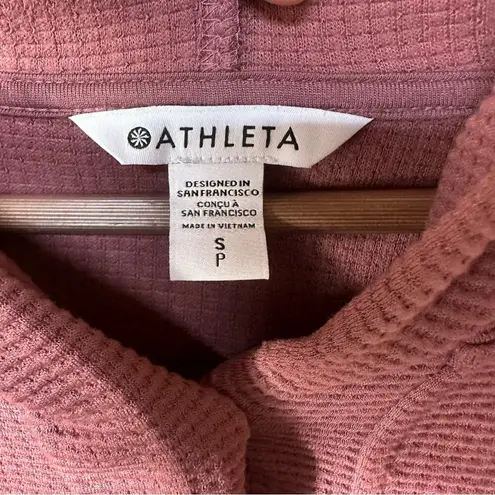 ATHLETA
DESIGNED IN
SAN FRANCISCO
CONÇU À
SAN FRANCISCO
MADE IN VIETNAM
S
P